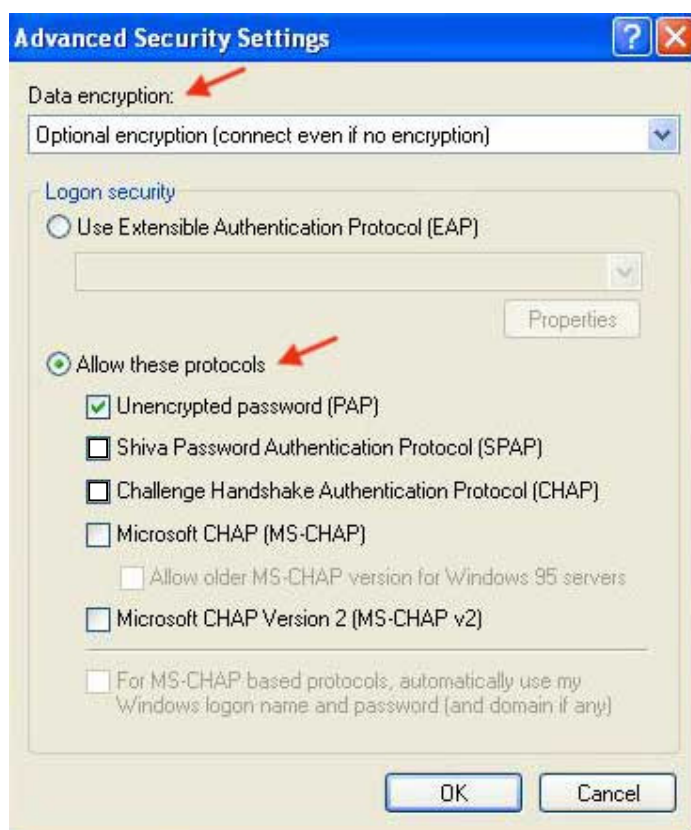 Advanced Security Settings
Data encryption:
Optional encryption (connect even if no encryption)
Logon security
Use Extensible Authentication Protocol (EAP)
Properties
Allow these protocols
Unencrypted password (PAP)
Shiva Password Authentication Protocol (SPAP)
Challenge Handshake Authentication Protocol (CHAP)
Microsoft CHAP (MS-CHAP)
Allow older MS-CHAP version for Windows 95 servers
Microsoft CHAP Version 2 (MS-CHAP v2)
For MS-CHAP based protocols, automatically use my
Windows logon name and password (and domain if any)
OK Cancel